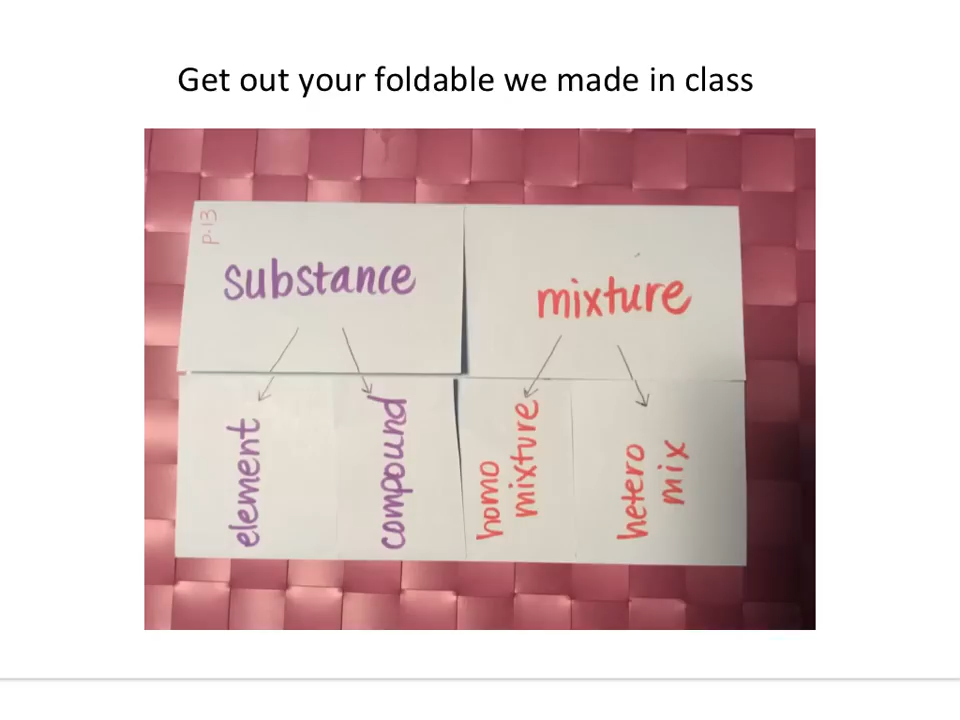 Get out your foldable we made in class
p.13
substance
mixture
element
compound
homo
mixture
hetero
mix